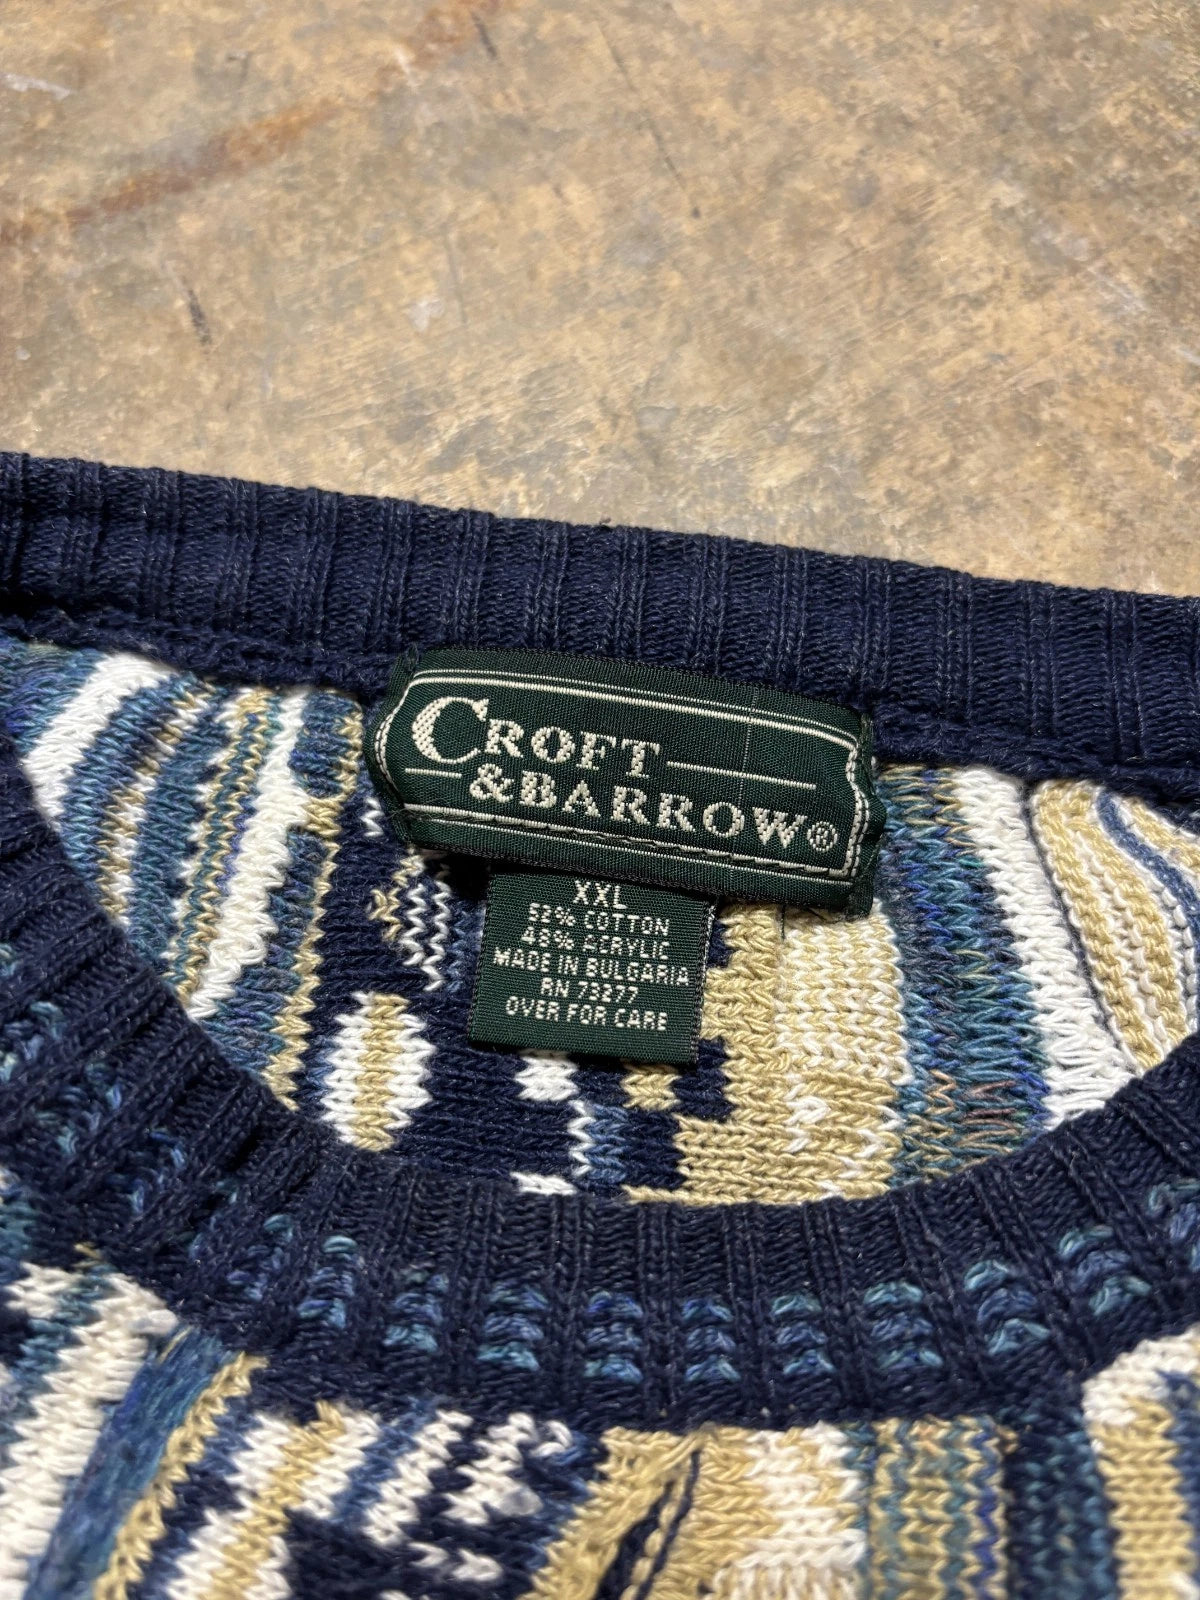 CROFT
&BARROW®
XXL
52% COTTON
48% ACRYLIC
MADE IN BULGARIA
RN 73277
OVER FOR CARE